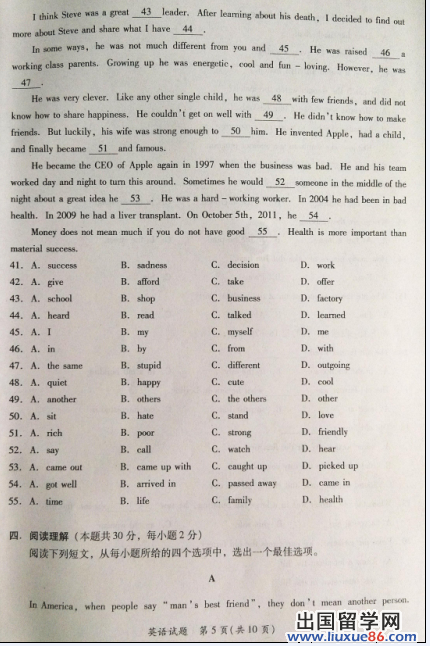 I think Steve was a great 43 leader. After learning about his death, I decided to find out
more about Steve and share what I have 44 .
In some ways, he was not much different from you and 45 . He was raised 46 a
working class parents. Growing up he was energetic, cool and fun - loving. However, he was
47 .
He was very clever. Like any other single child, he was 48 with few friends, and did not
know how to share happiness. He couldn't get on well with 49 . He didn't know how to make
friends. But luckily, his wife was strong enough to 50 him. He invented Apple, had a child,
and finally became 51 and famous.
He became the CEO of Apple again in 1997 when the business was bad. He and his team
worked day and night to turn this around. Sometimes he would 52 someone in the middle of the
night about a great idea he 53 . He was a hard - working worker. In 2004 he had been in bad
health. In 2009 he had a liver transplant. On October 5th, 2011, he 54 .
Money does not mean much if you do not have good 55 . Health is more important than
material success.
41. A. success B. sadness C. decision D. work
42. A. give B. afford C. take D. offer
43. A. school B. shop C. business D. factory
44. A. heard B. read C. talked D. learned
45. A. I B. my C. myself D. me
46. A. in B. by C. from D. with
47. A. the same B. stupid C. different D. outgoing
48. A. quiet B. happy C. cute D. cool
49. A. another B. others C. the others D. other
50. A. sit B. hate C. stand D. love
51. A. rich B. poor C. strong D. friendly
52. A. say B. call C. watch D. hear
53. A. came out B. came up with C. caught up D. picked up
54. A. got well B. arrived in C. passed away D. came in
55. A. time B. life C. family D. health
四. 阅读理解（本题共30分，每小题2分）
阅读下列短文，从每小题所给的四个选项中，选出一个最佳选项。
A
In America, when people say "man's best friend", they don't mean another person.
英语试题 第5页(共10页)
出国留学网
www.liuxue86.com